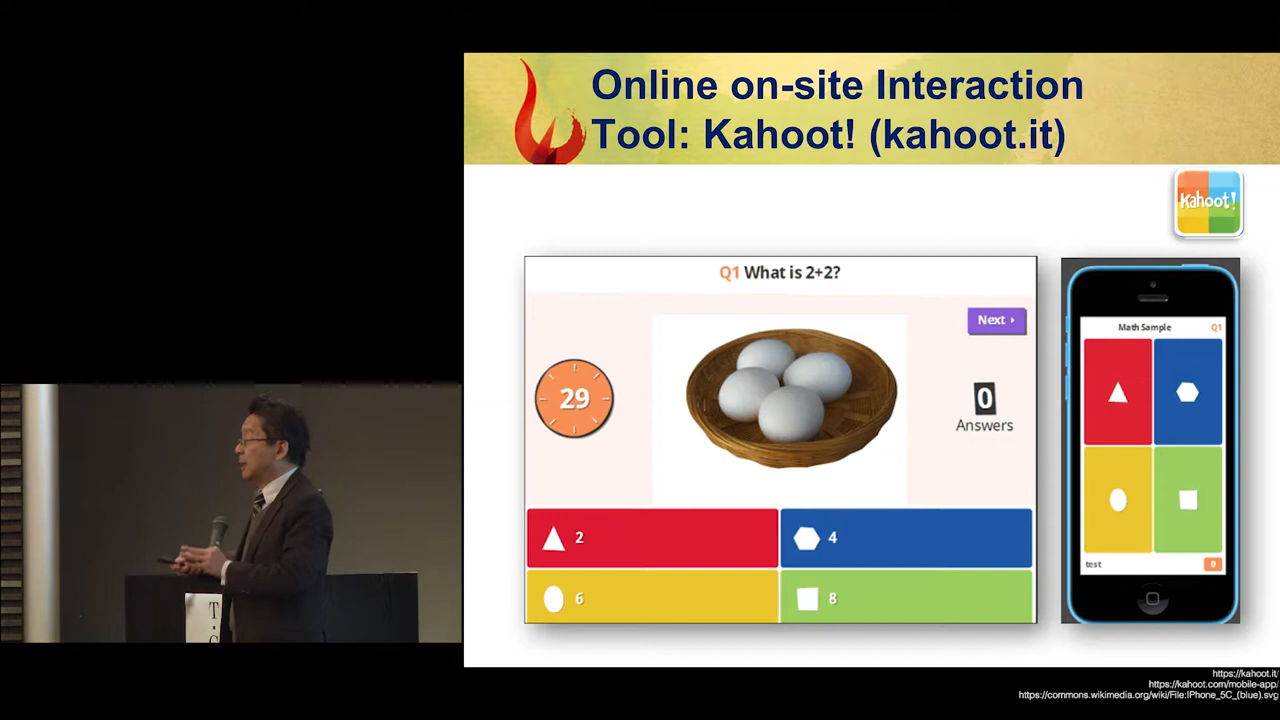 Online on-site Interaction
Tool: Kahoot! (kahoot.it)
Kahoot!
Q1 What is 2+2?
Next
29
0
Answers
2
4
6
8
Math Sample Q1
test 0
T.
https://kahoot.it/
https://kahoot.com/mobile-app/
https://commons.wikimedia.org/wiki/File:IPhone_5C_(blue).svg